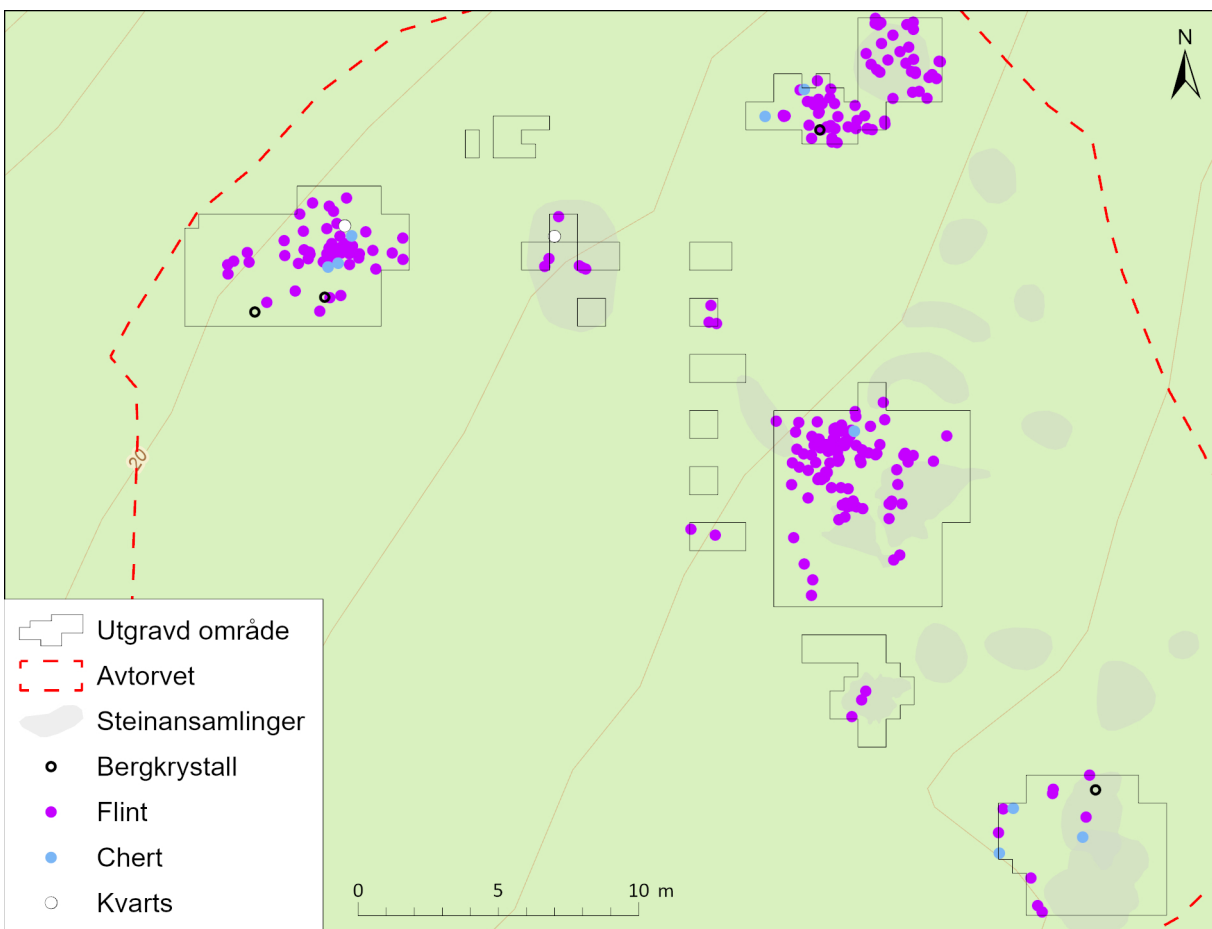 N
20
Utgravd område
Avtorvet
Steinansamlinger
Bergkrystall
Flint
Chert
Kvarts
0 5 10 m